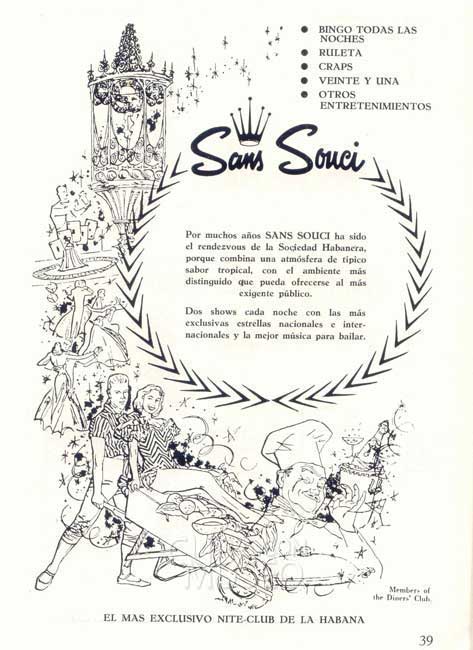 ● BINGO TODAS LAS
NOCHES
● RULETA
● CRAPS
● VEINTE Y UNA
● OTROS
ENTRETENIMIENTOS
Sans Souci
Por muchos años SANS SOUCI ha sido
el rendezvous de la Sociedad Habanera,
porque combina una atmósfera de típico
sabor tropical, con el ambiente más
distinguido que pueda ofrecerse al más
exigente público.
Dos shows cada noche con las más
exclusivas estrellas nacionales e inter-
nacionales y la mejor música para bailar.
Members of
the Diners' Club.
EL MAS EXCLUSIVO NITE-CLUB DE LA HABANA
39